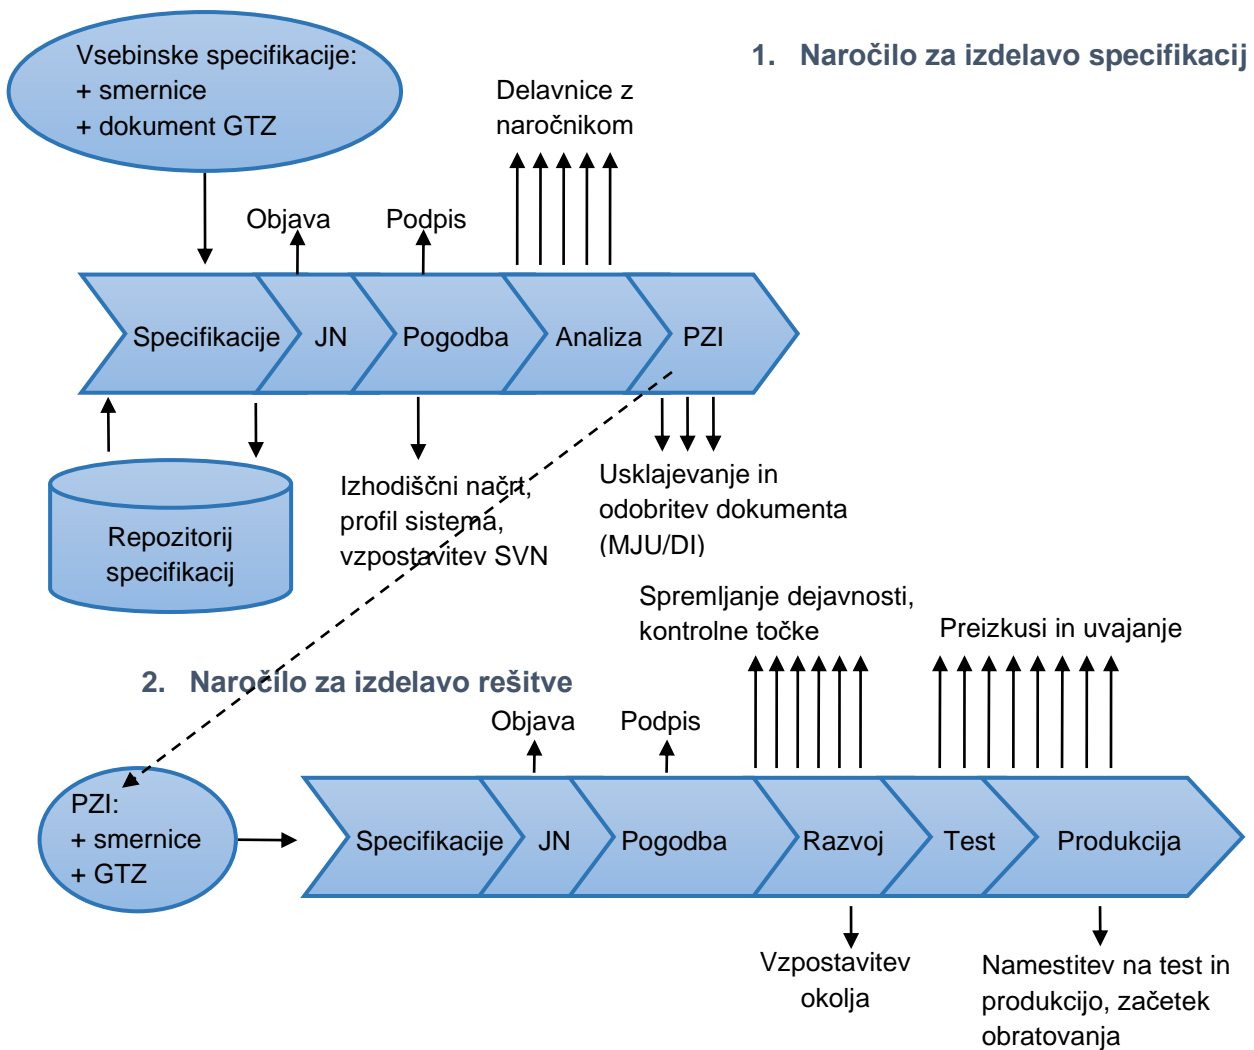 1. Naročilo za izdelavo specifikacij
Vsebinske specifikacije:
+ smernice
+ dokument GTZ
Delavnice z
naročnikom
Objava
Podpis
Specifikacije
JN
Pogodba
Analiza
PZI
Repozitorij
specifikacij
Izhodiščni načrt,
profil sistema,
vzpostavitev SVN
Usklajevanje in
odobritev dokumenta
(MJU/DI)
2. Naročilo za izdelavo rešitve
Spremljanje dejavnosti,
kontrolne točke
Preizkusi in uvajanje
Objava
Podpis
PZI:
+ smernice
+ GTZ
Specifikacije
JN
Pogodba
Razvoj
Test
Produkcija
Vzpostavitev
okolja
Namestitev na test in
produkcijo, začetek
obratovanja